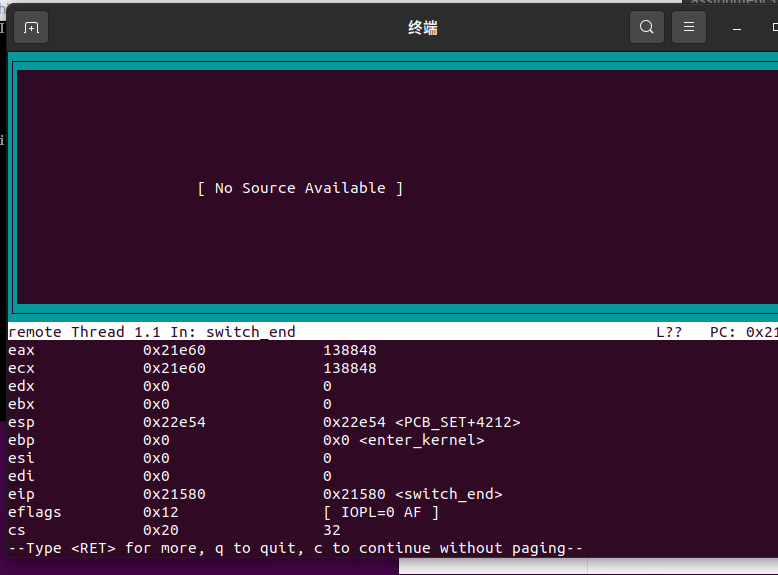 终端
[ No Source Available ]
remote Thread 1.1 In: switch_end L?? PC: 0x21
eax 0x21e60 138848
ecx 0x21e60 138848
edx 0x0 0
ebx 0x0 0
esp 0x22e54 0x22e54 <PCB_SET+4212>
ebp 0x0 0x0 <enter_kernel>
esi 0x0 0
edi 0x0 0
eip 0x21580 0x21580 <switch_end>
eflags 0x12 [ IOPL=0 AF ]
cs 0x20 32
--Type <RET> for more, q to quit, c to continue without paging--